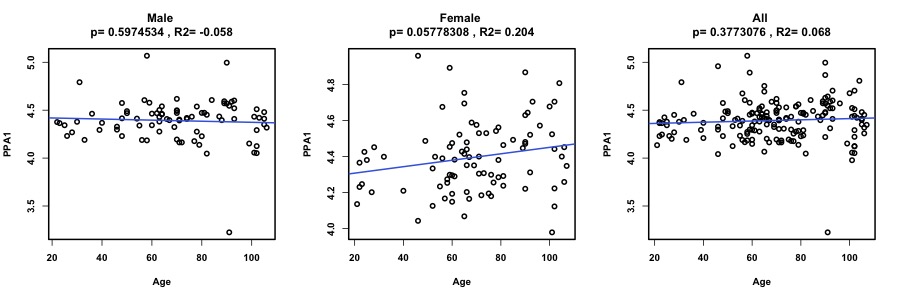 Male
p= 0.5974534 , R2= -0.058
5.0
4.5
4.0
3.5
PPA1
20 40 60 80 100
Age
Female
p= 0.05778308 , R2= 0.204
4.8
4.6
4.4
4.2
4.0
PPA1
20 40 60 80 100
Age
All
p= 0.3773076 , R2= 0.068
5.0
4.5
4.0
3.5
PPA1
20 40 60 80 100
Age